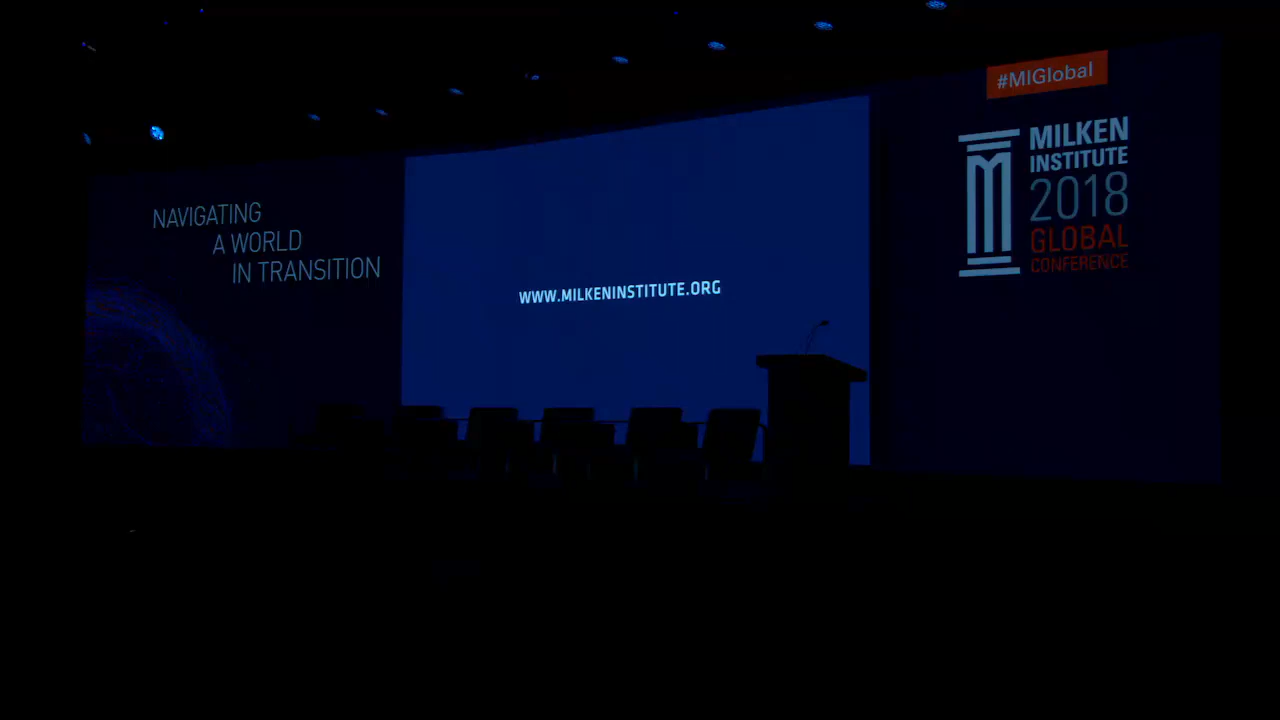 NAVIGATING
A WORLD
IN TRANSITION
WWW.MILKENINSTITUTE.ORG
#MIGlobal
MILKEN
INSTITUTE
2018
GLOBAL
CONFERENCE